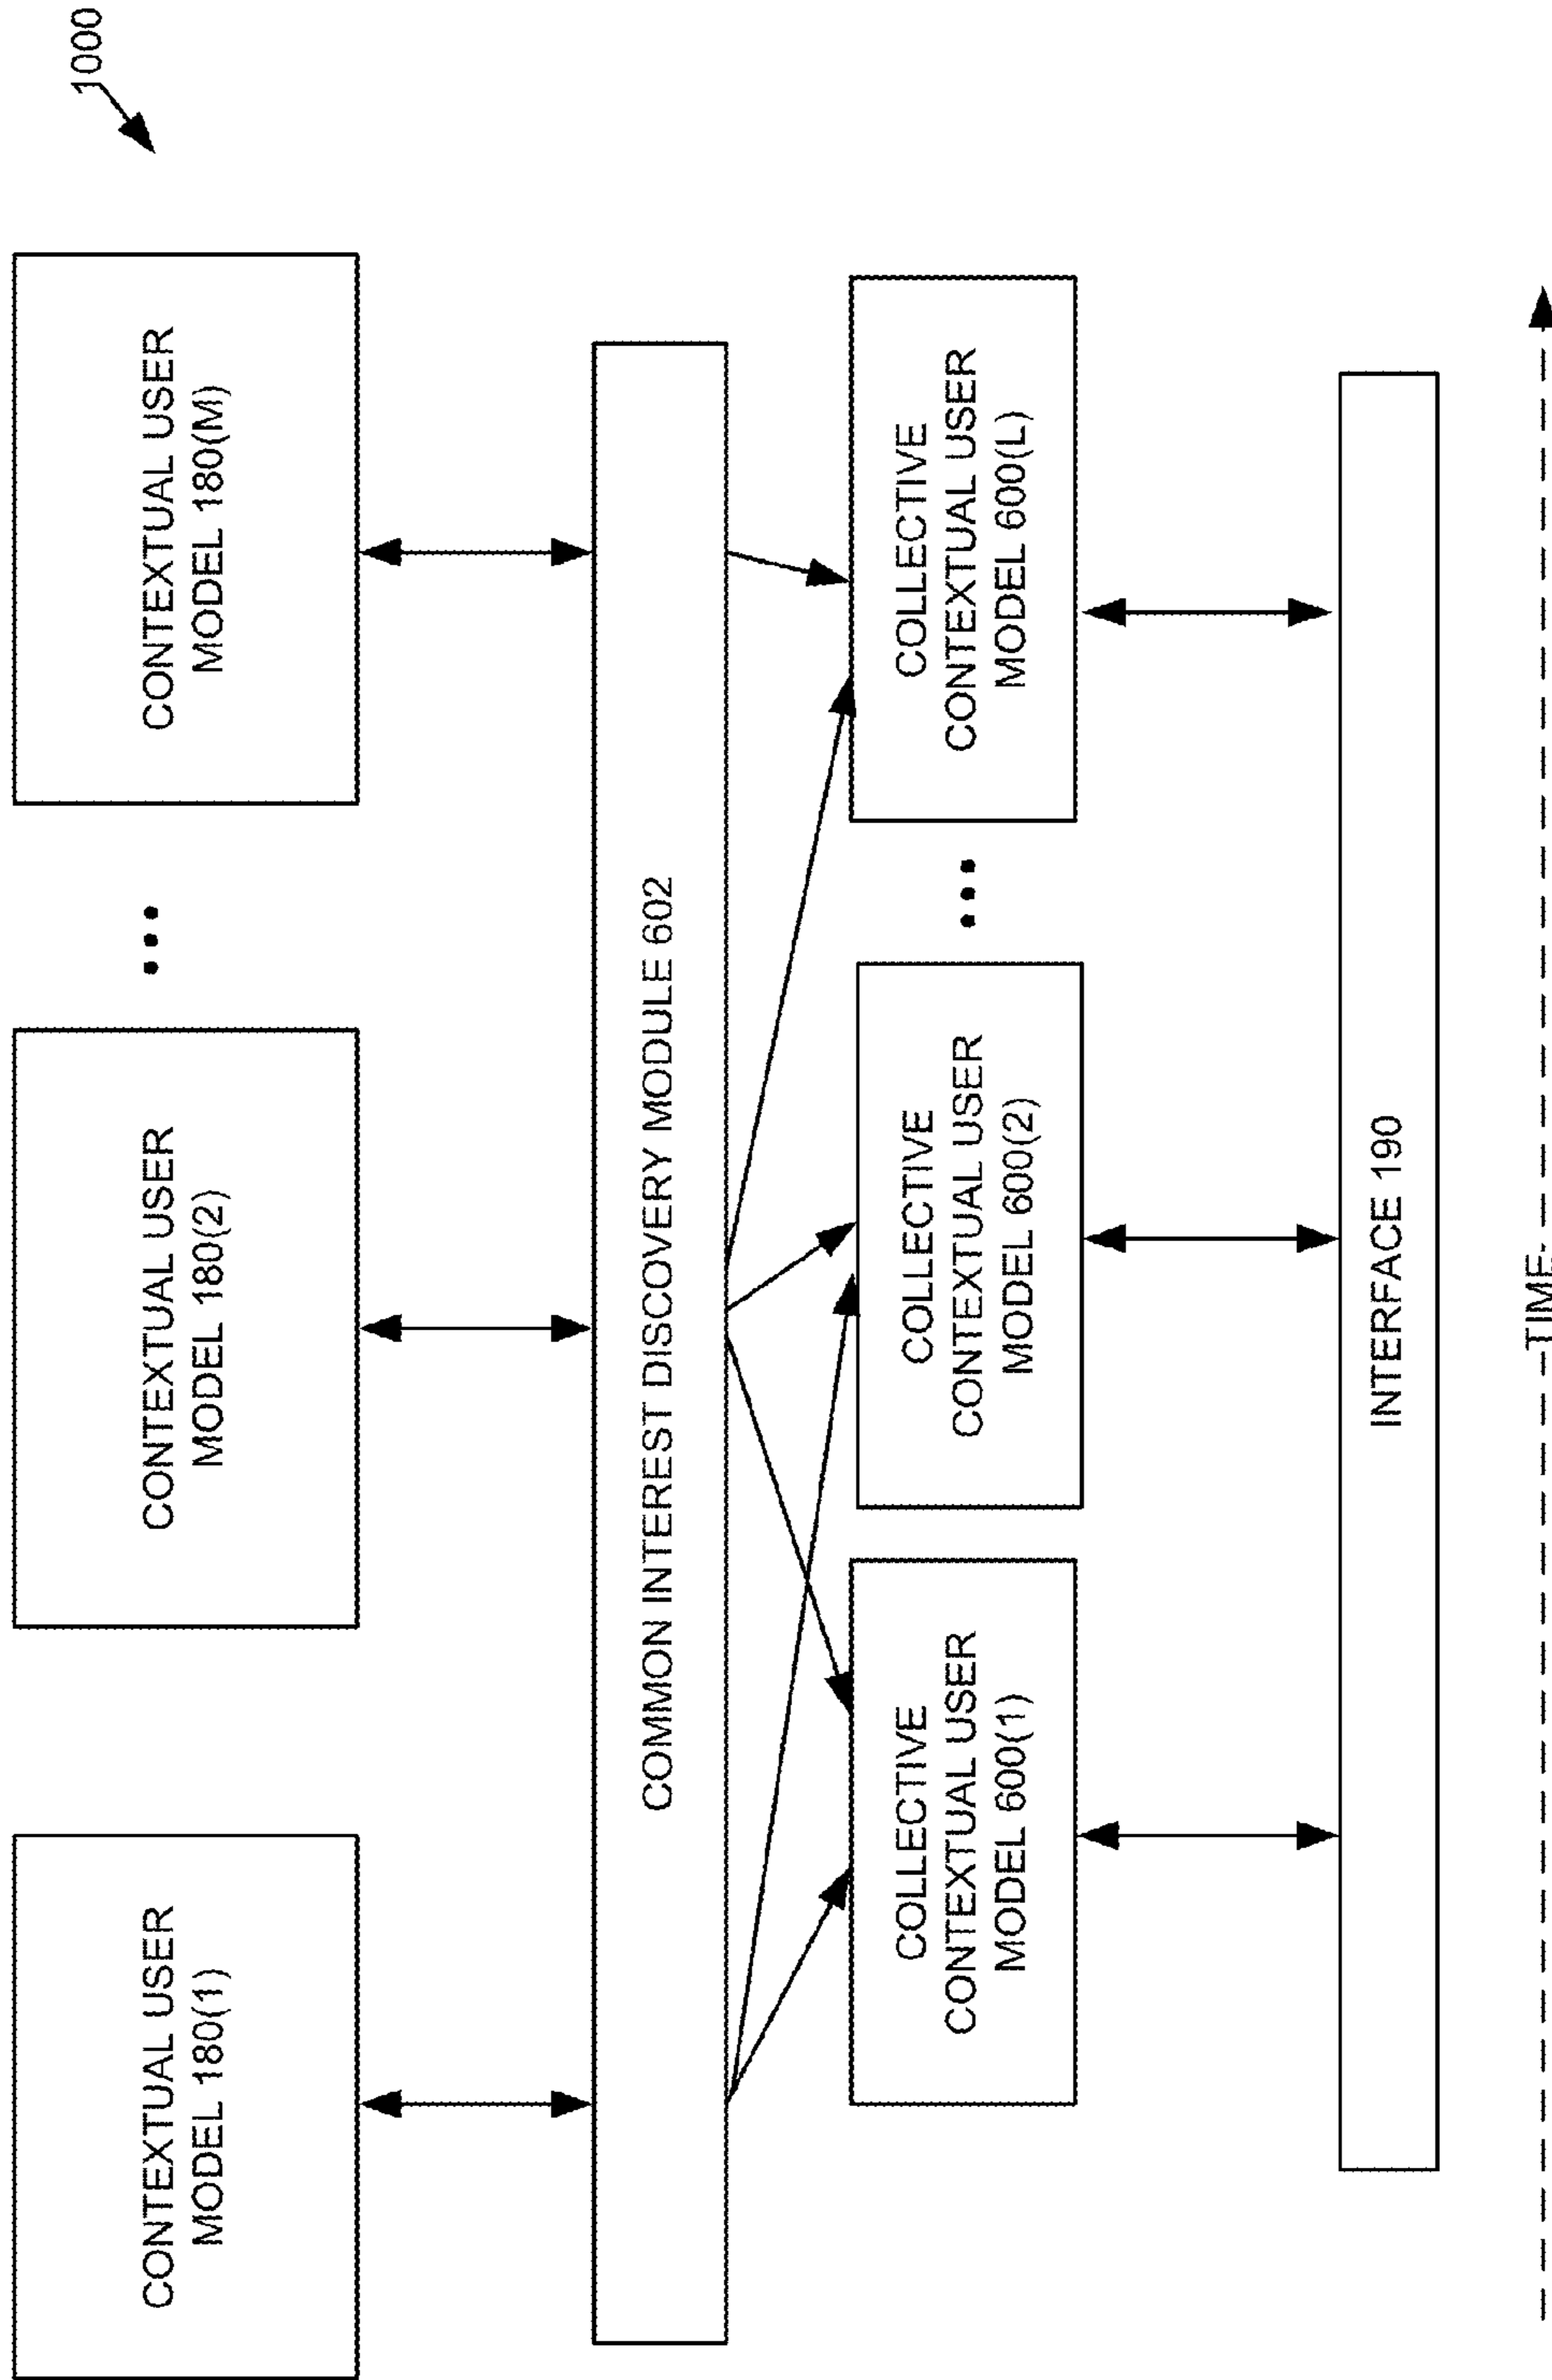 1000
CONTEXTUAL USER
MODEL 180(1)
CONTEXTUAL USER
MODEL 180(2)
...
CONTEXTUAL USER
MODEL 180(M)
COMMON INTEREST DISCOVERY MODULE 602
COLLECTIVE
CONTEXTUAL USER
MODEL 600(1)
COLLECTIVE
CONTEXTUAL USER
MODEL 600(2)
...
COLLECTIVE
CONTEXTUAL USER
MODEL 600(L)
INTERFACE 190
TIME